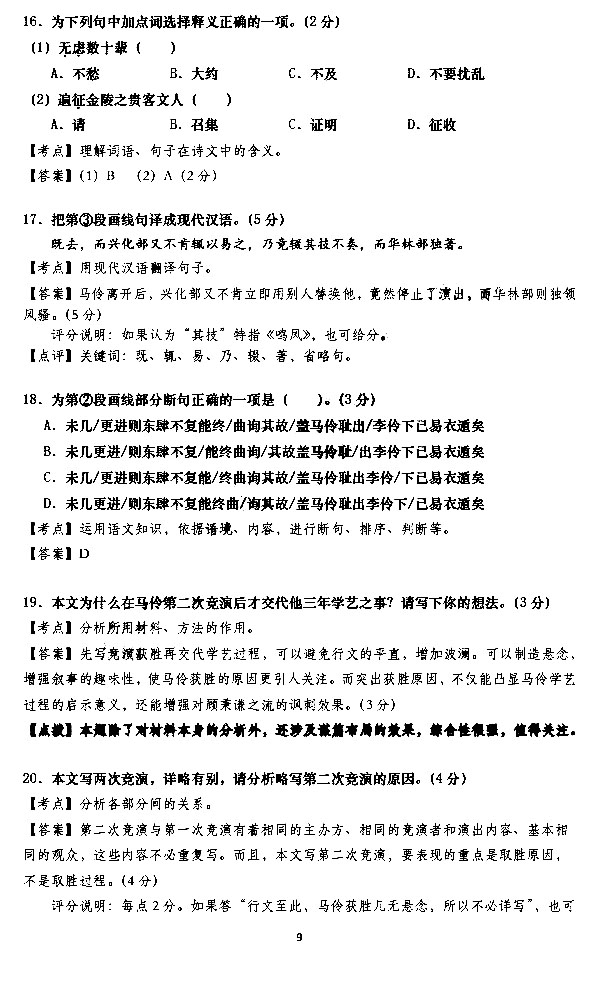 16. 为下列句中加点词选择释义正确的一项。(2分)
(1) 无虑数十辈 (  )
A. 不愁 B. 大约 C. 不及 D. 不要扰乱
(2) 遍征金陵之贵客文人 (  )
A. 请 B. 召集 C. 证明 D. 征收
【考点】理解词语、句子在诗文中的含义。
【答案】(1) B (2) A (2分)
17. 把第③段画线句译成现代汉语。(5分)
既去，而兴化部又不肯辄以易之，乃竟辍其技不奏，而华林部独著。
【考点】用现代汉语翻译句子。
【答案】马伶离开后，兴化部又不肯立即用别人替换他，竟然停止了演出，而华林部则独领
风骚。(5分)
评分说明：如果认为“其技”特指《鸣凤》，也可给分。
【点评】关键词：既、辄、易、乃、辍、著，省略句。
18. 为第②段画线部分断句正确的一项是 (  )。(3分)
A. 未几/更进则东肆不复能终/曲询其故/盖马伶耻出/李伶下已易衣遁矣
B. 未几更进/则东肆不复/能终曲询/其故盖马伶耻/出李伶下已易衣遁矣
C. 未几/更进则东肆不复能/终曲询其故/盖马伶耻出李伶/下已易衣遁矣
D. 未几更进/则东肆不复能终曲/询其故/盖马伶耻出李伶下/已易衣遁矣
【考点】运用语文知识，依据语境、内容，进行断句、排序、判断等。
【答案】D
19. 本文为什么在马伶第二次竞演后才交代他三年学艺之事？请写下你的想法。(3分)
【考点】分析所用材料、方法的作用。
【答案】先写竞演获胜再交代学艺过程，可以避免行文的平直，增加波澜。可以制造悬念，
增强叙事的趣味性，使马伶获胜的原因更引人关注。而突出获胜原因，不仅能凸显马伶学艺
过程的启示意义，还能增强对顾秉谦之流的讽刺效果。(3分)
【点拨】本题除了对材料本身的分析外，还涉及谋篇布局的效果，综合性很强，值得关注。
20. 本文写两次竞演，详略有别，请分析略写第二次竞演的原因。(4分)
【考点】分析各部分间的关系。
【答案】第二次竞演与第一次竞演有着相同的主办方、相同的竞演者和演出内容、基本相
同的观众，这些内容不必重复写。而且，本文写第二次竞演，要表现的重点是取胜原因，
不是取胜过程。(4分)
评分说明：每点2分。如果答“行文至此，马伶获胜几无悬念，所以不必详写”，也可
9